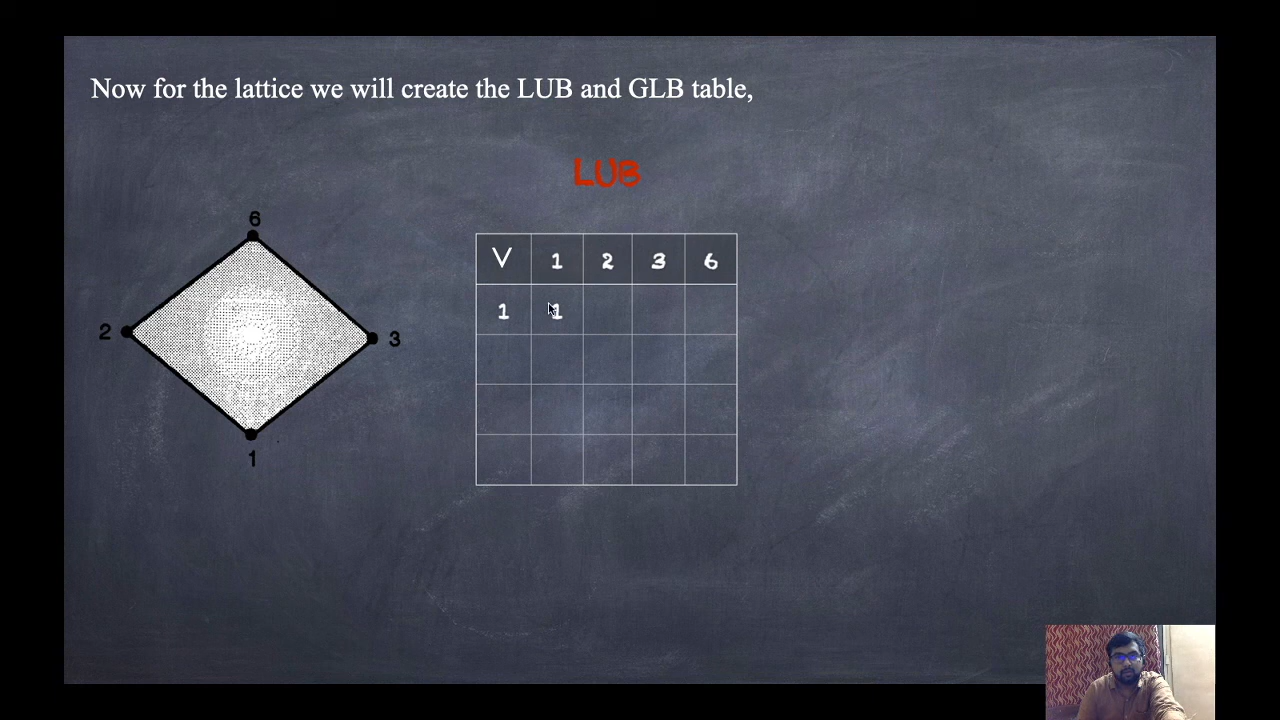 Now for the lattice we will create the LUB and GLB table,
LUB
6
2
3
1
V 1 2 3 6
1 1